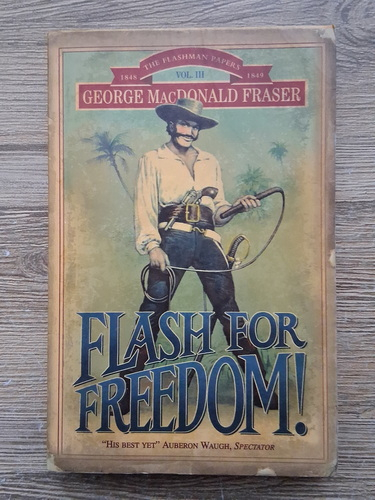 THE FLASHMAN PAPERS
1848 VOL. III 1849
GEORGE MACDONALD FRASER
FLASH FOR
FREEDOM!
"HIS BEST YET" AUBERON WAUGH, SPECTATOR